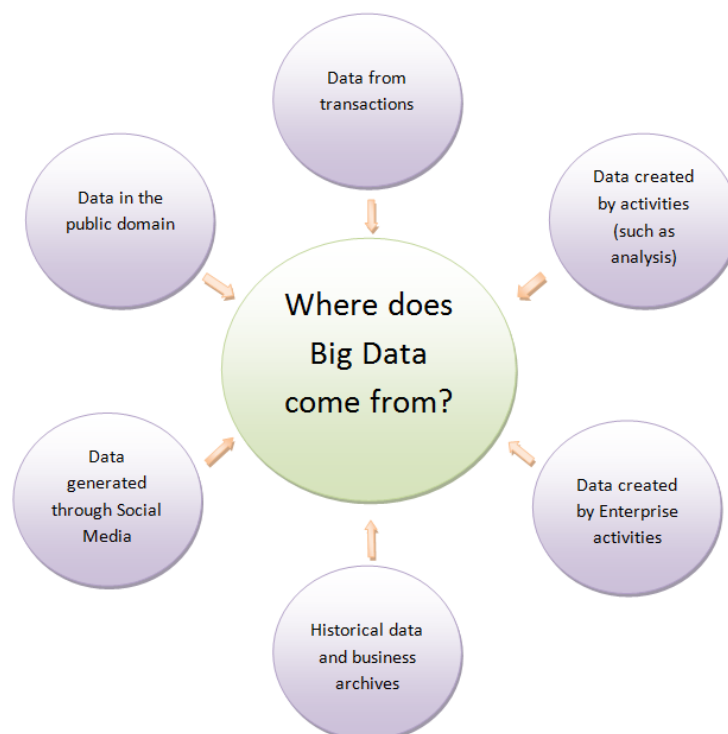 Data from
transactions
Data in the
public domain
Data created
by activities
(such as
analysis)
Where does
Big Data
come from?
Data
generated
through Social
Media
Data created
by Enterprise
activities
Historical data
and business
archives